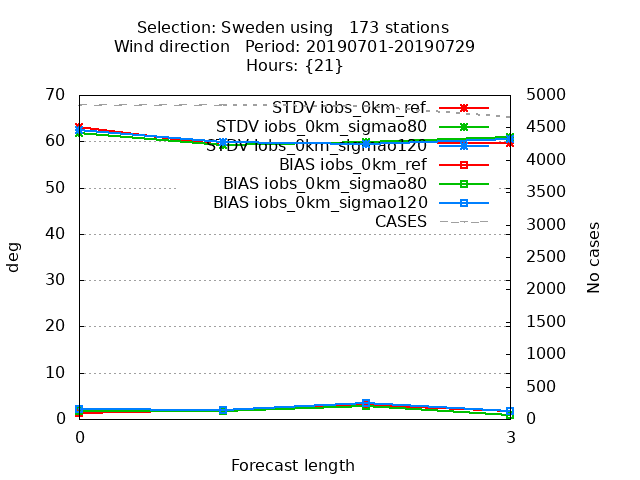 Selection: Sweden using   173 stations
Wind direction   Period: 20190701-20190729
Hours: {21}
70
60
50
40
30
20
10
0
deg
5000
4500
4000
3500
3000
2500
2000
1500
1000
500
0
No cases
STDV iobs_0km_ref
STDV iobs_0km_sigmao80
STDV iobs_0km_sigmao120
BIAS iobs_0km_ref
BIAS iobs_0km_sigmao80
BIAS iobs_0km_sigmao120
CASES
0
3
Forecast length